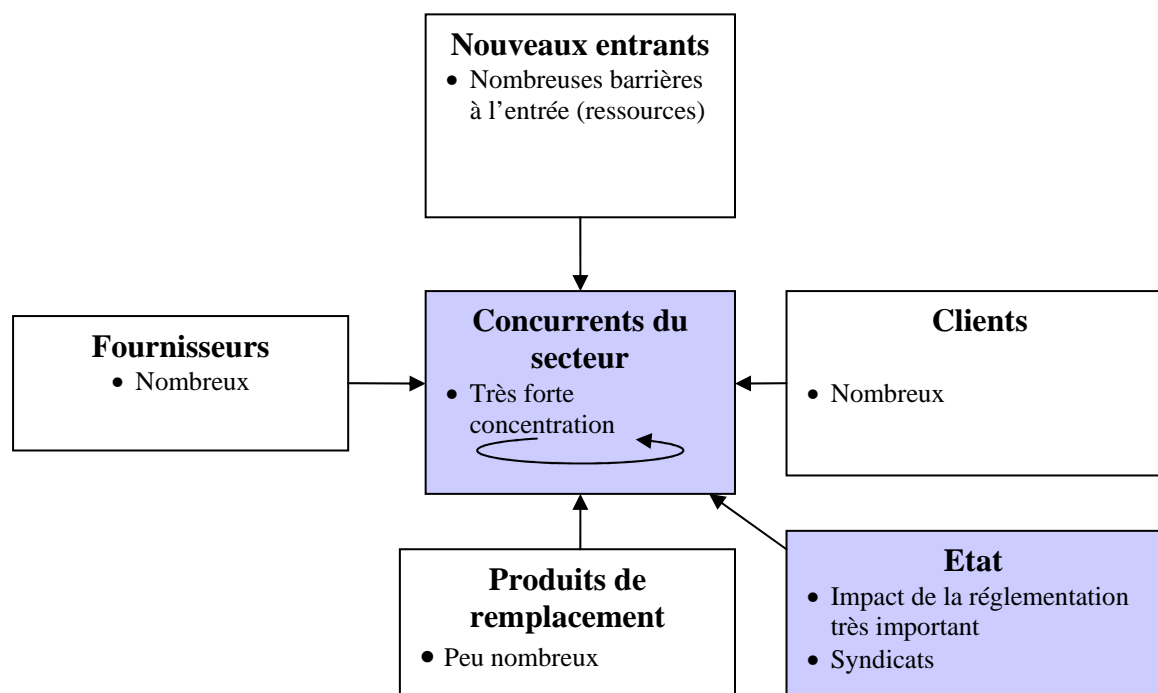 Nouveaux entrants
• Nombreuses barrières
à l’entrée (ressources)
Fournisseurs
• Nombreux
Concurrents du
secteur
• Très forte
concentration
Clients
• Nombreux
Produits de
remplacement
• Peu nombreux
Etat
• Impact de la réglementation
très important
• Syndicats